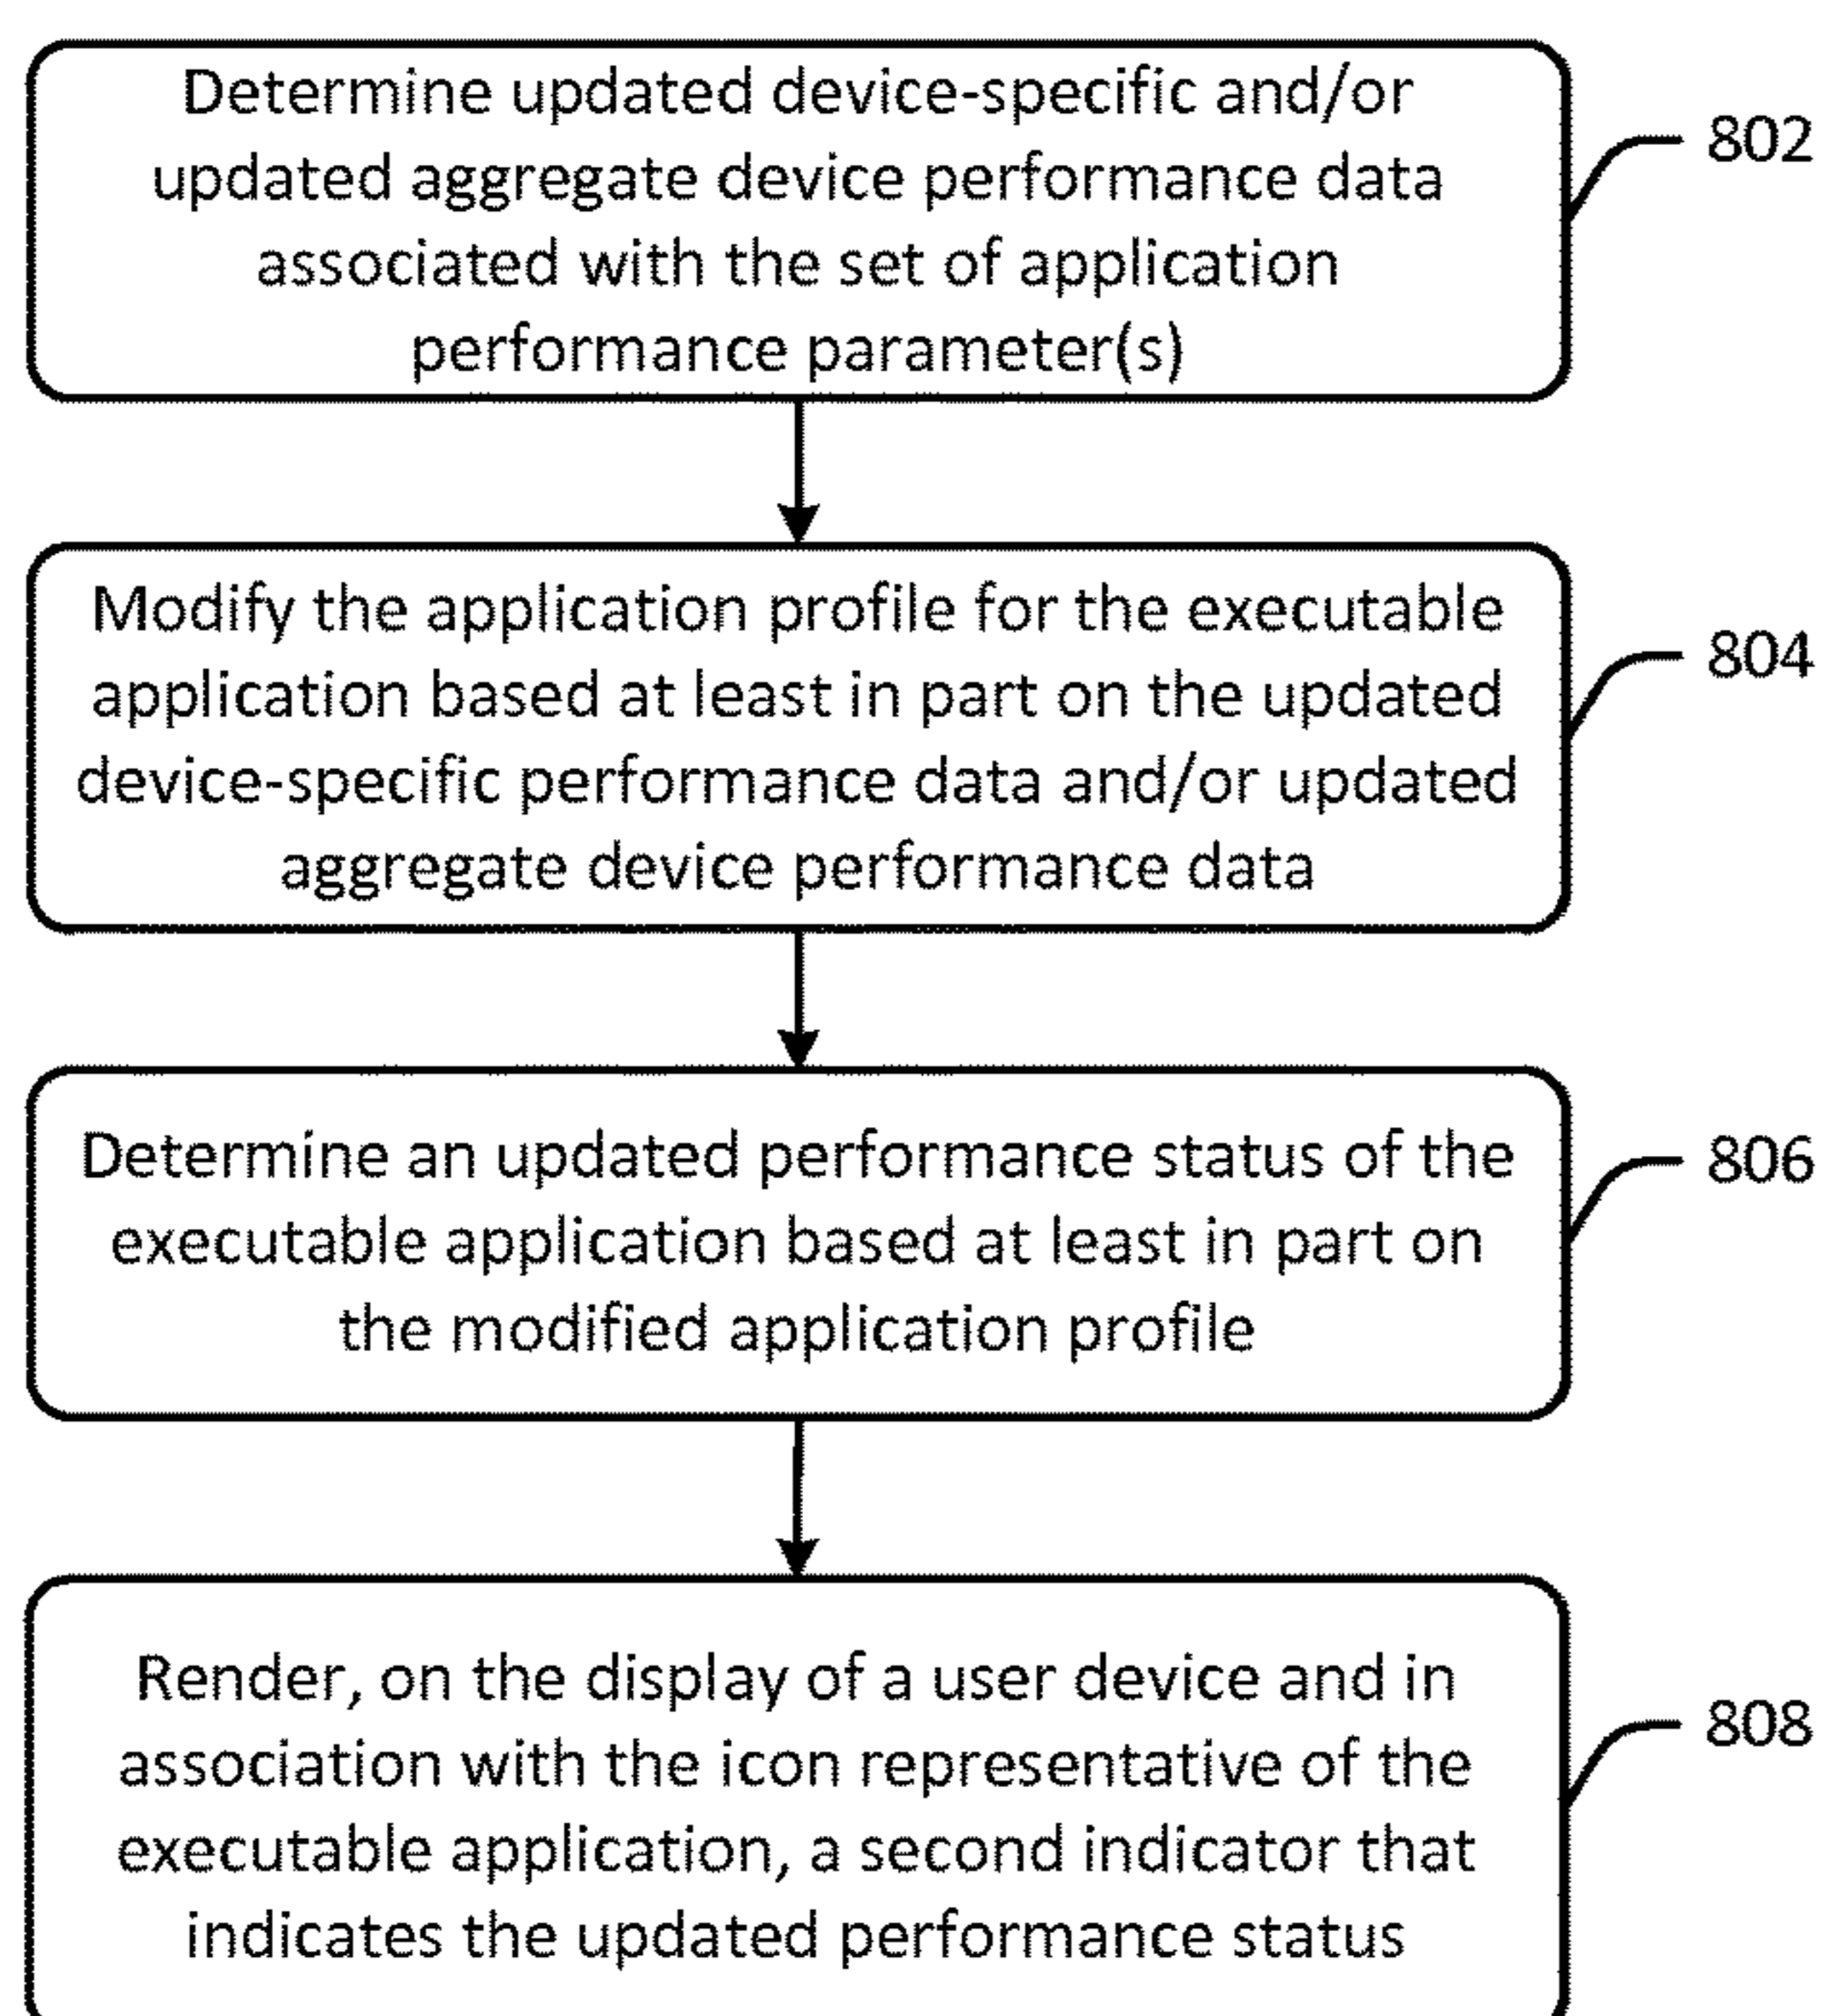 Determine updated device-specific and/or
updated aggregate device performance data
associated with the set of application
performance parameter(s)
802
Modify the application profile for the executable
application based at least in part on the updated
device-specific performance data and/or updated
aggregate device performance data
804
Determine an updated performance status of the
executable application based at least in part on
the modified application profile
806
Render, on the display of a user device and in
association with the icon representative of the
executable application, a second indicator that
indicates the updated performance status
808